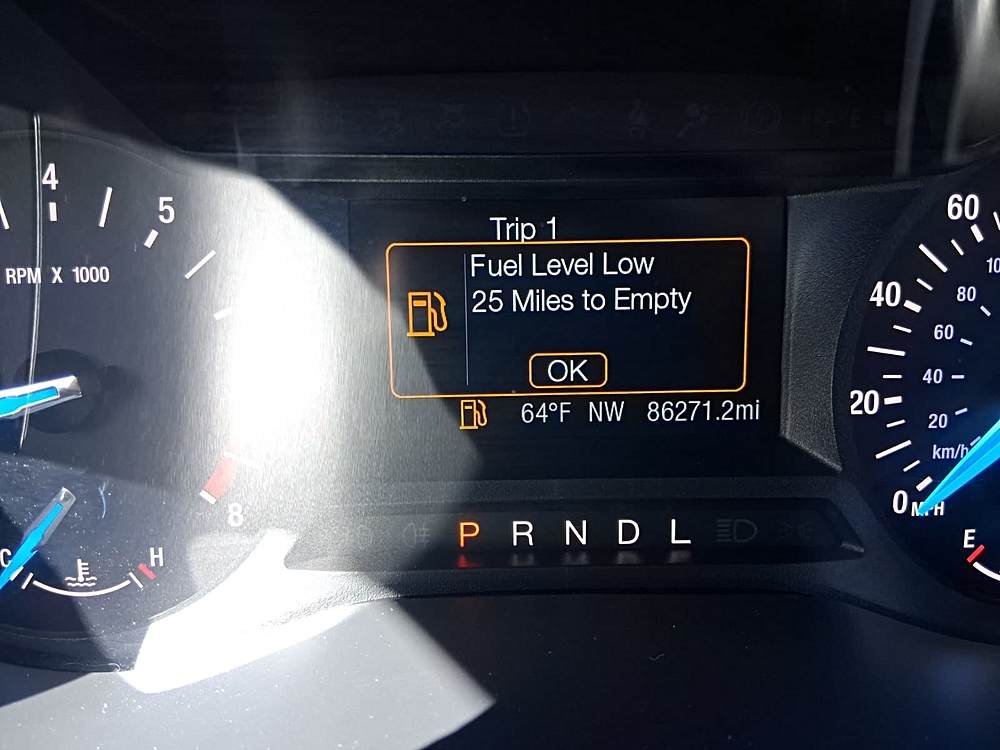 4
5
RPM X 1000
8
C
H
Trip 1
Fuel Level Low
25 Miles to Empty
OK
64°F NW 86271.2mi
P R N D L
60
40
80
60
40
20
20
km/h
0
MPH
E